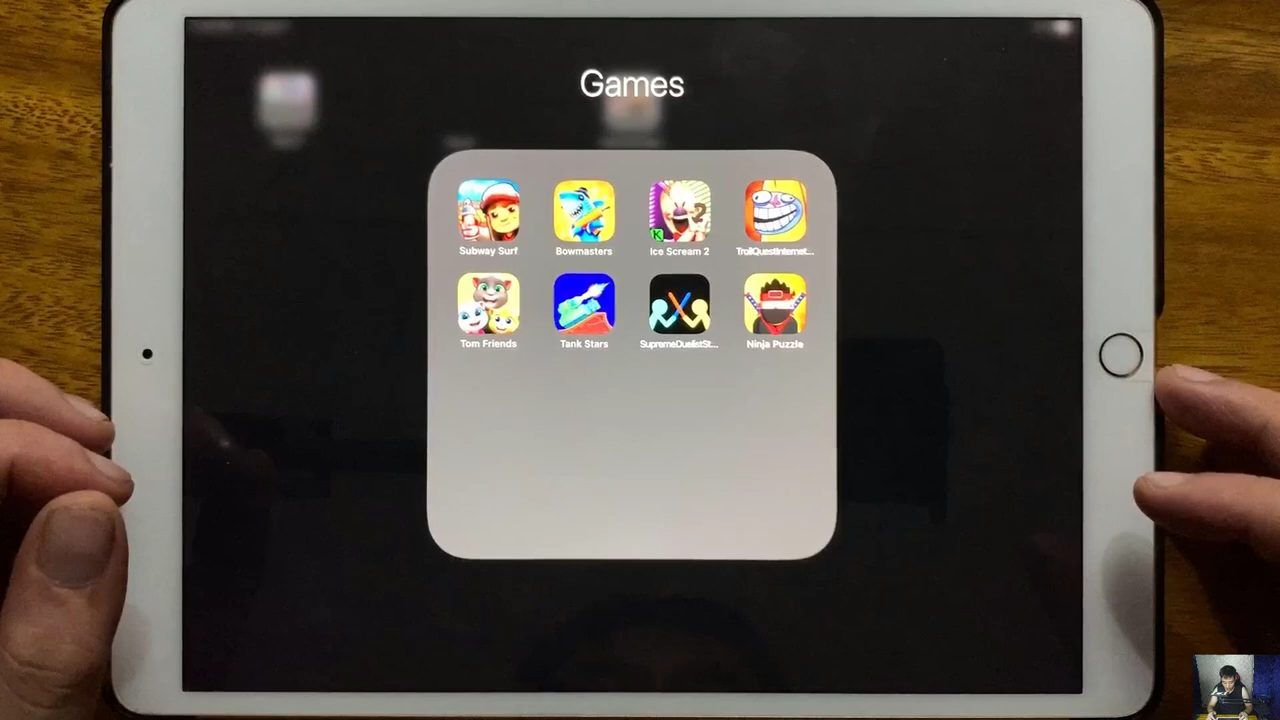 Games
Subway Surf
Bowmasters
Ice Scream 2
TrollQuestInternet...
Tom Friends
Tank Stars
SupremeDuelistSt...
Ninja Puzzle